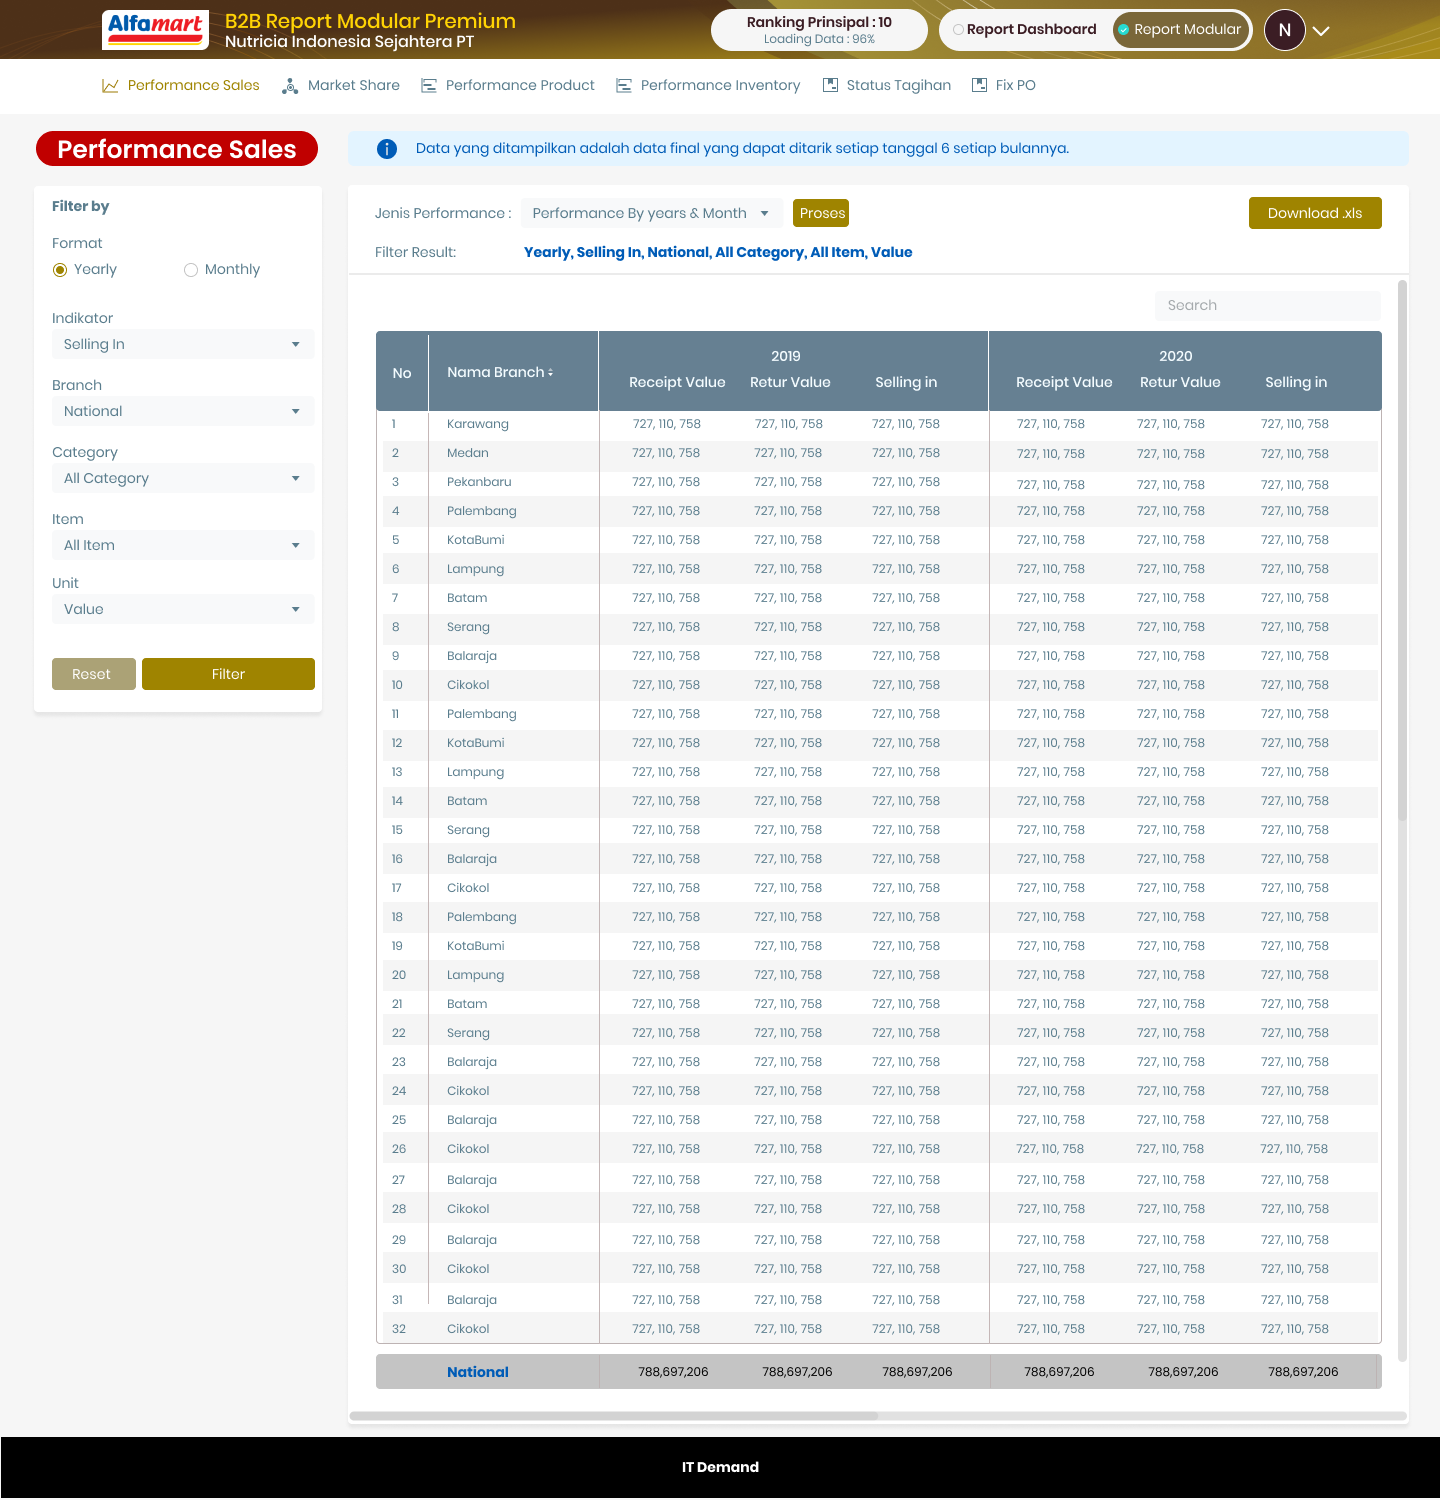 Alfamart
B2B Report Modular Premium
Nutricia Indonesia Sejahtera PT
Ranking Prinsipal : 10
Loading Data : 96%
Report Dashboard
Report Modular
N
Performance Sales
Market Share
Performance Product
Performance Inventory
Status Tagihan
Fix PO
Performance Sales
Data yang ditampilkan adalah data final yang dapat ditarik setiap tanggal 6 setiap bulannya.
Filter by
Format
Yearly
Monthly
Indikator
Selling In
Branch
National
Category
All Category
Item
All Item
Unit
Value
Reset
Filter
Jenis Performance :
Performance By years & Month
Proses
Download .xls
Filter Result:
Yearly, Selling In, National, All Category, All Item, Value
Search
2019 2020
No Nama Branch Receipt Value Retur Value Selling in Receipt Value Retur Value Selling in
1 Karawang 727, 110, 758 727, 110, 758 727, 110, 758 727, 110, 758 727, 110, 758 727, 110, 758
2 Medan 727, 110, 758 727, 110, 758 727, 110, 758 727, 110, 758 727, 110, 758 727, 110, 758
3 Pekanbaru 727, 110, 758 727, 110, 758 727, 110, 758 727, 110, 758 727, 110, 758 727, 110, 758
4 Palembang 727, 110, 758 727, 110, 758 727, 110, 758 727, 110, 758 727, 110, 758 727, 110, 758
5 KotaBumi 727, 110, 758 727, 110, 758 727, 110, 758 727, 110, 758 727, 110, 758 727, 110, 758
6 Lampung 727, 110, 758 727, 110, 758 727, 110, 758 727, 110, 758 727, 110, 758 727, 110, 758
7 Batam 727, 110, 758 727, 110, 758 727, 110, 758 727, 110, 758 727, 110, 758 727, 110, 758
8 Serang 727, 110, 758 727, 110, 758 727, 110, 758 727, 110, 758 727, 110, 758 727, 110, 758
9 Balaraja 727, 110, 758 727, 110, 758 727, 110, 758 727, 110, 758 727, 110, 758 727, 110, 758
10 Cikokol 727, 110, 758 727, 110, 758 727, 110, 758 727, 110, 758 727, 110, 758 727, 110, 758
11 Palembang 727, 110, 758 727, 110, 758 727, 110, 758 727, 110, 758 727, 110, 758 727, 110, 758
12 KotaBumi 727, 110, 758 727, 110, 758 727, 110, 758 727, 110, 758 727, 110, 758 727, 110, 758
13 Lampung 727, 110, 758 727, 110, 758 727, 110, 758 727, 110, 758 727, 110, 758 727, 110, 758
14 Batam 727, 110, 758 727, 110, 758 727, 110, 758 727, 110, 758 727, 110, 758 727, 110, 758
15 Serang 727, 110, 758 727, 110, 758 727, 110, 758 727, 110, 758 727, 110, 758 727, 110, 758
16 Balaraja 727, 110, 758 727, 110, 758 727, 110, 758 727, 110, 758 727, 110, 758 727, 110, 758
17 Cikokol 727, 110, 758 727, 110, 758 727, 110, 758 727, 110, 758 727, 110, 758 727, 110, 758
18 Palembang 727, 110, 758 727, 110, 758 727, 110, 758 727, 110, 758 727, 110, 758 727, 110, 758
19 KotaBumi 727, 110, 758 727, 110, 758 727, 110, 758 727, 110, 758 727, 110, 758 727, 110, 758
20 Lampung 727, 110, 758 727, 110, 758 727, 110, 758 727, 110, 758 727, 110, 758 727, 110, 758
21 Batam 727, 110, 758 727, 110, 758 727, 110, 758 727, 110, 758 727, 110, 758 727, 110, 758
22 Serang 727, 110, 758 727, 110, 758 727, 110, 758 727, 110, 758 727, 110, 758 727, 110, 758
23 Balaraja 727, 110, 758 727, 110, 758 727, 110, 758 727, 110, 758 727, 110, 758 727, 110, 758
24 Cikokol 727, 110, 758 727, 110, 758 727, 110, 758 727, 110, 758 727, 110, 758 727, 110, 758
25 Balaraja 727, 110, 758 727, 110, 758 727, 110, 758 727, 110, 758 727, 110, 758 727, 110, 758
26 Cikokol 727, 110, 758 727, 110, 758 727, 110, 758 727, 110, 758 727, 110, 758 727, 110, 758
27 Balaraja 727, 110, 758 727, 110, 758 727, 110, 758 727, 110, 758 727, 110, 758 727, 110, 758
28 Cikokol 727, 110, 758 727, 110, 758 727, 110, 758 727, 110, 758 727, 110, 758 727, 110, 758
29 Balaraja 727, 110, 758 727, 110, 758 727, 110, 758 727, 110, 758 727, 110, 758 727, 110, 758
30 Cikokol 727, 110, 758 727, 110, 758 727, 110, 758 727, 110, 758 727, 110, 758 727, 110, 758
31 Balaraja 727, 110, 758 727, 110, 758 727, 110, 758 727, 110, 758 727, 110, 758 727, 110, 758
32 Cikokol 727, 110, 758 727, 110, 758 727, 110, 758 727, 110, 758 727, 110, 758 727, 110, 758
National 788,697,206 788,697,206 788,697,206 788,697,206 788,697,206 788,697,206
IT Demand